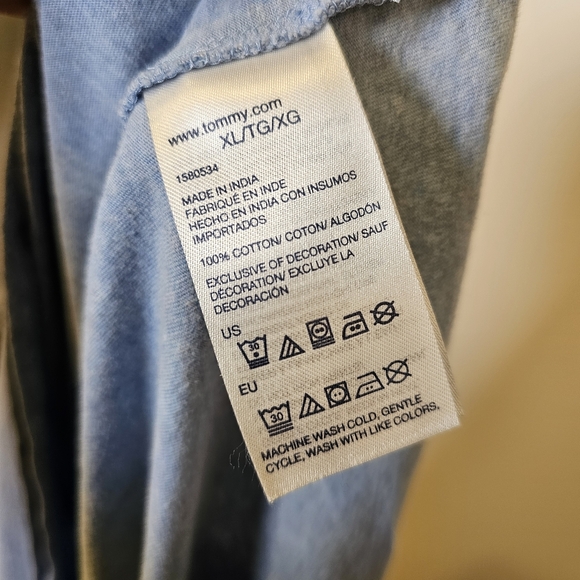 www.tommy.com
XL/TG/XG
1580534
MADE IN INDIA
FABRIQUÉ EN INDE
HECHO EN INDIA CON INSUMOS
IMPORTADOS
100% COTTON/ COTON/ ALGODÓN
EXCLUSIVE OF DECORATION/ SAUF
DÉCORATION/ EXCLUYE LA
DECORACIÓN
US
30
EU
30
MACHINE WASH COLD, GENTLE
CYCLE, WASH WITH LIKE COLORS,